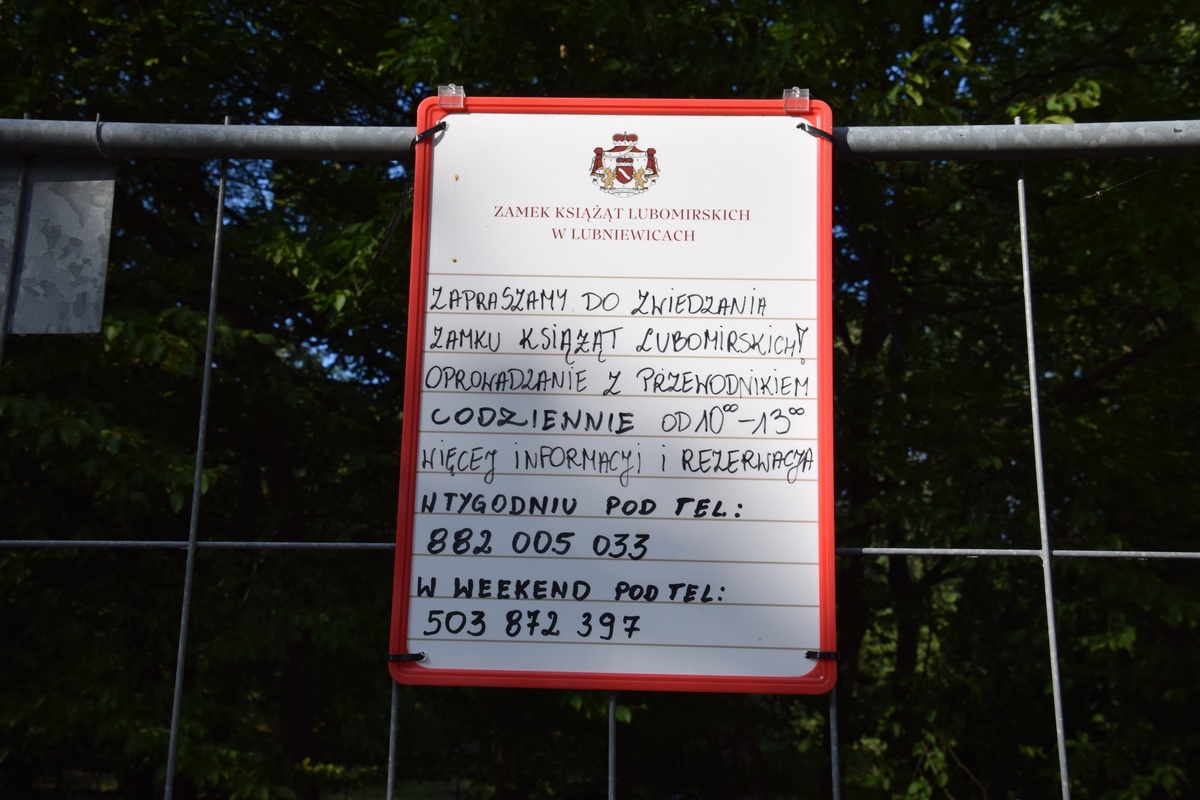 ZAMEK KSIĄŻĄT LUBOMIRSKICH
W LUBNIEWICACH
ZAPRASZAMY DO ZWIEDZANIA
ZAMKU KSIĄŻĄT LUBOMIRSKICH!
OPROWADZANIE Z PRZEWODNIKIEM
CODZIENNIE OD 10⁰⁰-13⁰⁰
WIĘCEJ INFORMACJI I REZERWACJA
W TYGODNIU POD TEL:
882 005 033
W WEEKEND POD TEL:
503 872 397